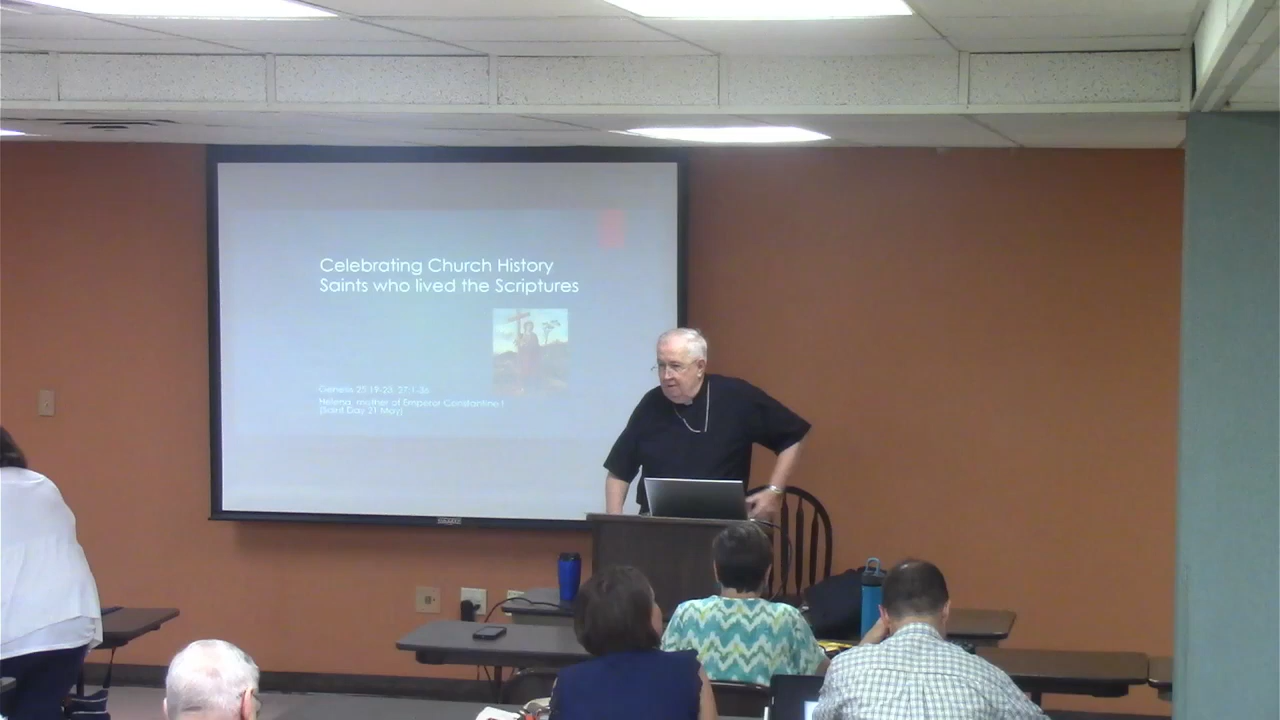 Celebrating Church History
Saints who lived the Scriptures
Genesis 25:19-23, 37:1-36
Helena, mother of Emperor Constantine I
(Saint Day 21 May)